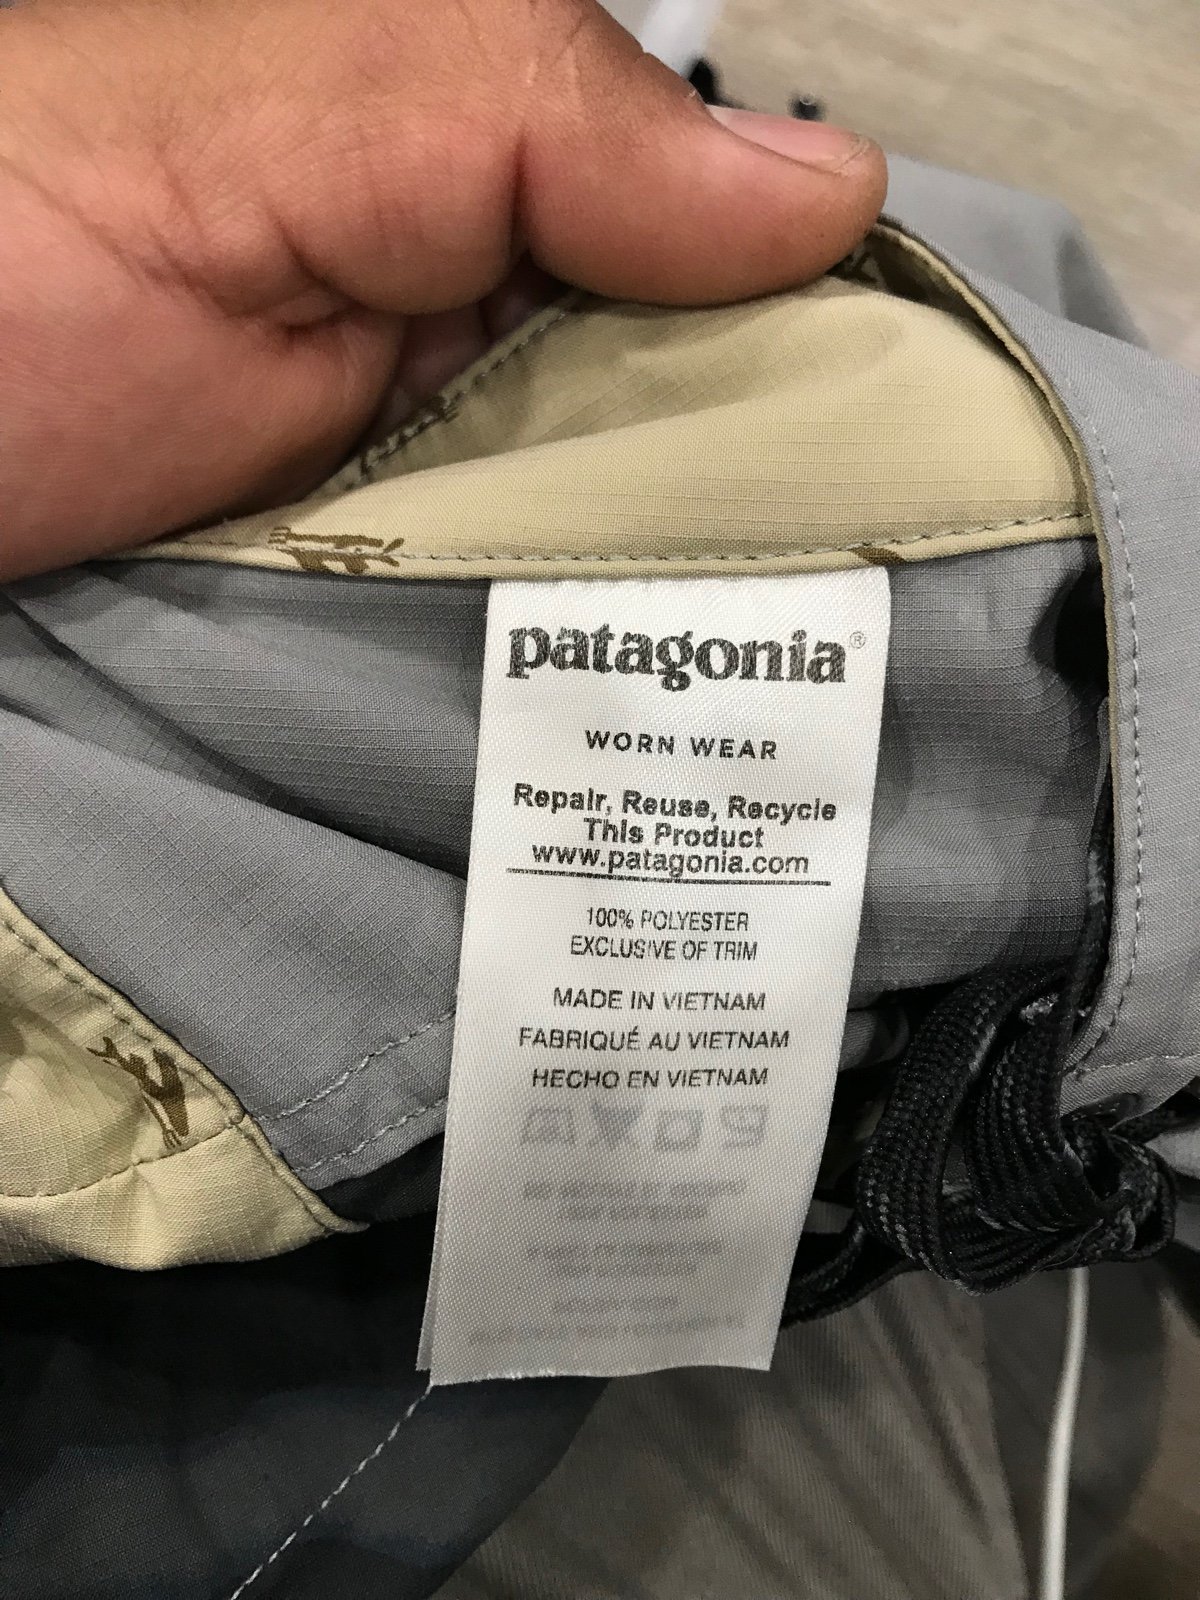 patagonia®
WORN WEAR
Repair, Reuse, Recycle
This Product
www.patagonia.com
100% POLYESTER
EXCLUSIVE OF TRIM
MADE IN VIETNAM
FABRIQUÉ AU VIETNAM
HECHO EN VIETNAM